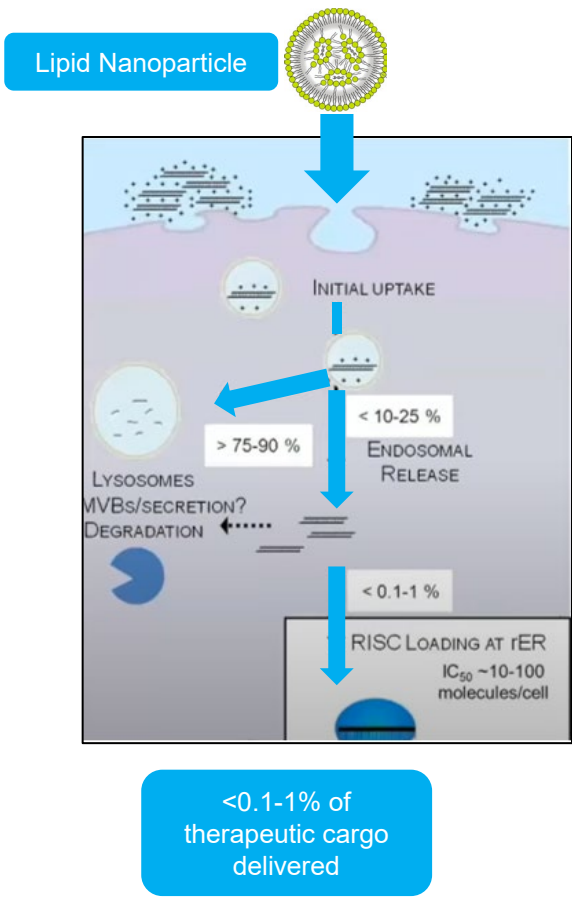 Lipid Nanoparticle
INITIAL UPTAKE
< 10-25 %
> 75-90 %
ENDOSOMAL
RELEASE
LYSOSOMES
MVBS/SECRETION?
DEGRADATION
< 0.1-1 %
RISC LOADING AT rER
IC50 ~10-100
molecules/cell
<0.1-1% of
therapeutic cargo
delivered